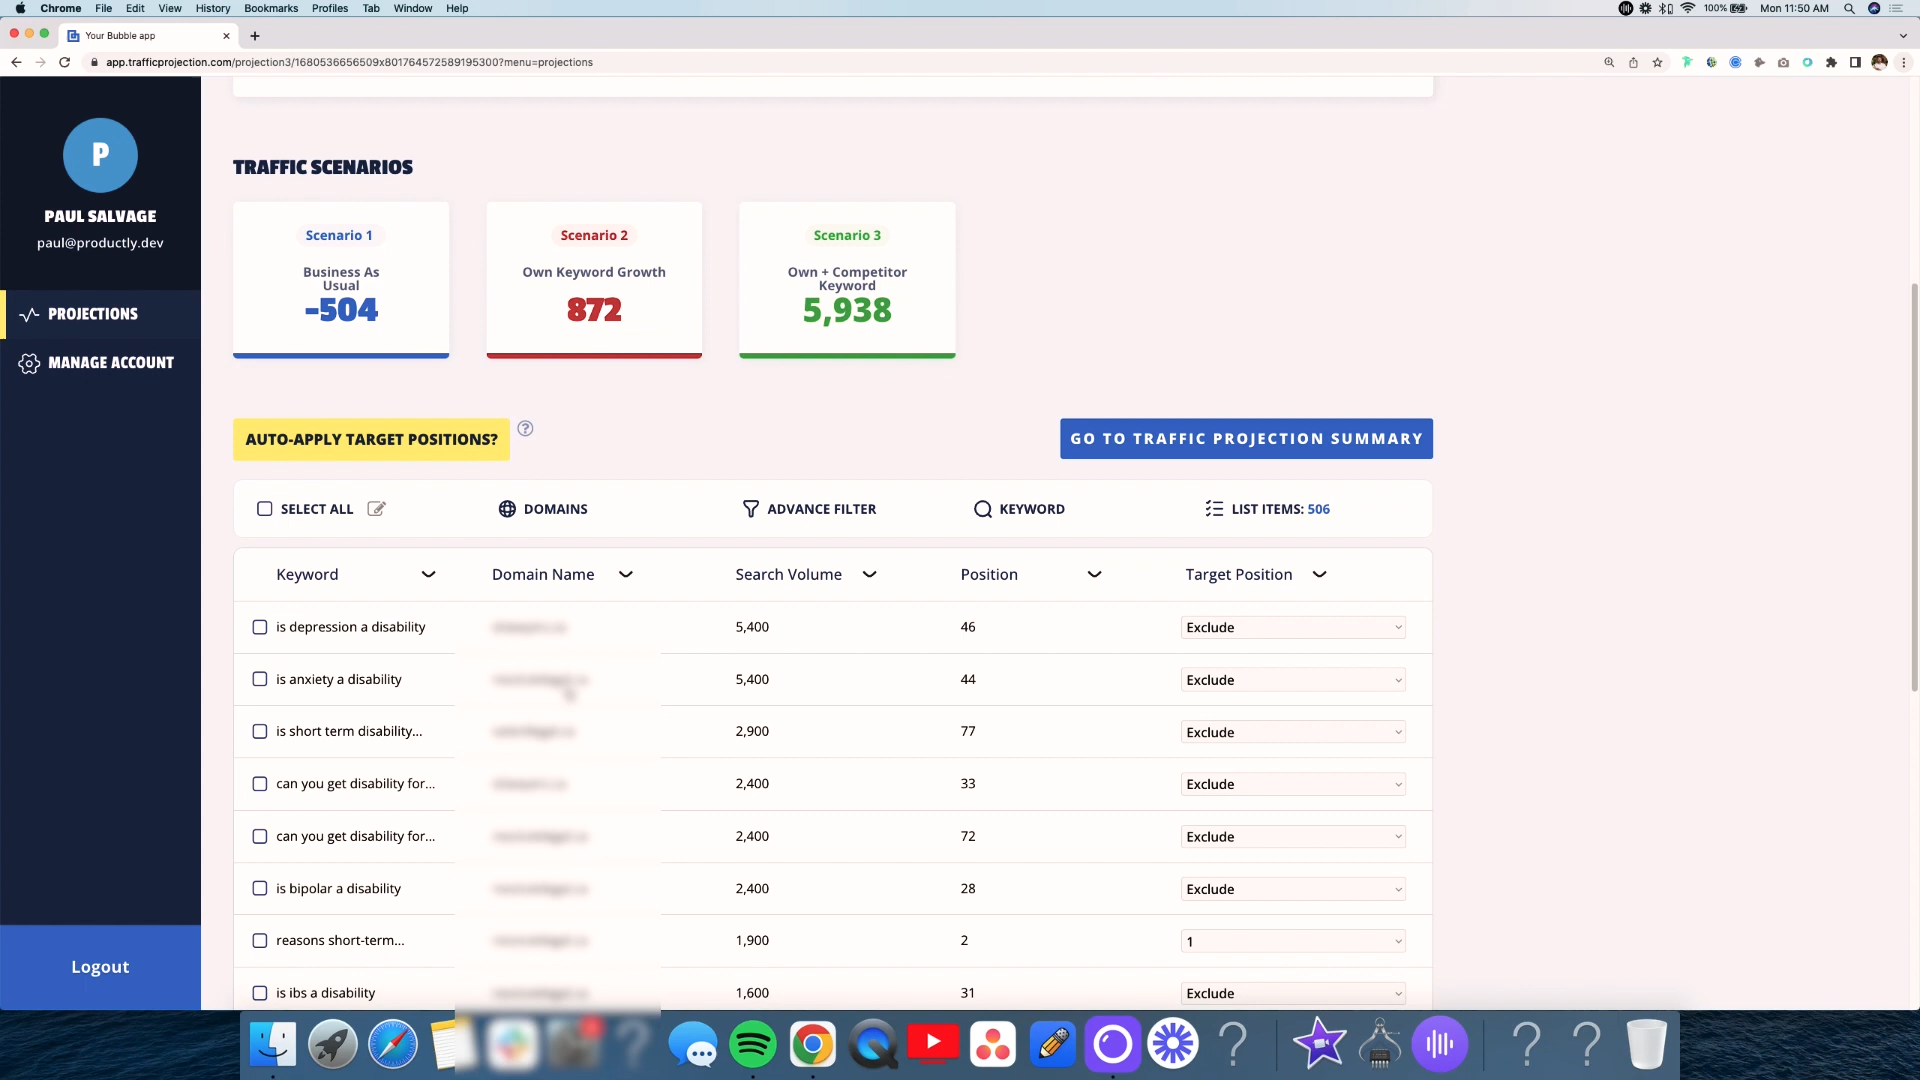 Chrome File Edit View History Bookmarks Profiles Tab Window Help 100% Mon 11:50 AM
Your Bubble app
app.trafficprojection.com/projection3/1680536656509x801764572589195300?menu=projections
P
PAUL SALVAGE
paul@productly.dev
PROJECTIONS
MANAGE ACCOUNT
Logout
TRAFFIC SCENARIOS
Scenario 1
Business As
Usual
-504
Scenario 2
Own Keyword Growth
872
Scenario 3
Own + Competitor
Keyword
5,938
AUTO-APPLY TARGET POSITIONS? ?
GO TO TRAFFIC PROJECTION SUMMARY
SELECT ALL DOMAINS ADVANCE FILTER KEYWORD LIST ITEMS: 506
Keyword Domain Name Search Volume Position Target Position
is depression a disability 5,400 46 Exclude
is anxiety a disability 5,400 44 Exclude
is short term disability... 2,900 77 Exclude
can you get disability for... 2,400 33 Exclude
can you get disability for... 2,400 72 Exclude
is bipolar a disability 2,400 28 Exclude
reasons short-term... 1,900 2 1
is ibs a disability 1,600 31 Exclude